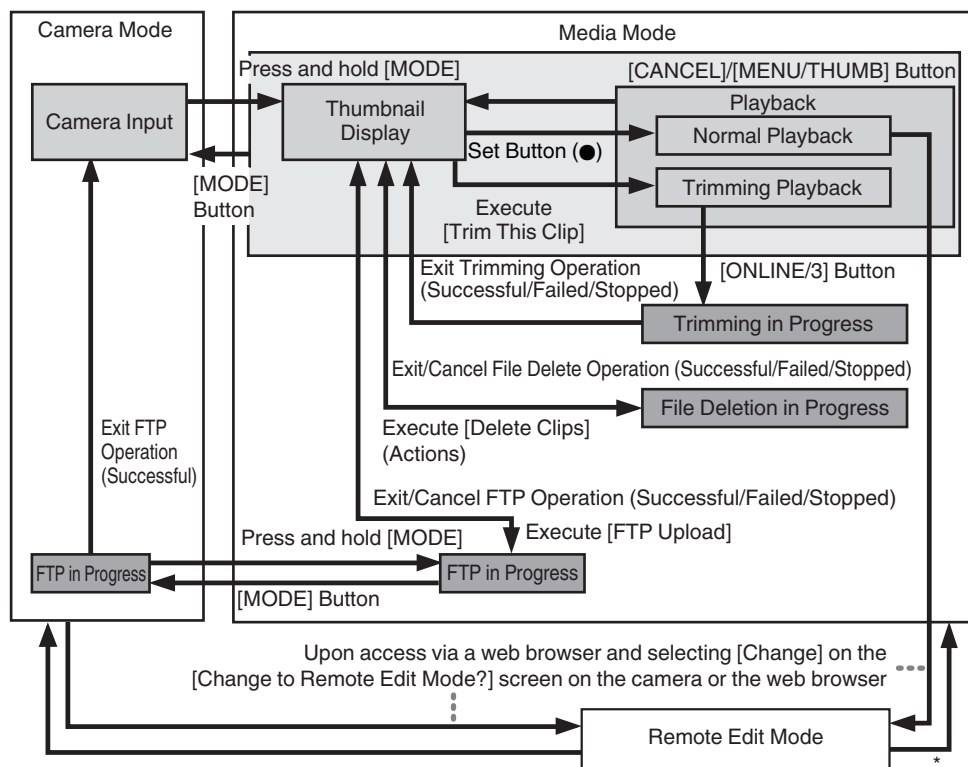 Camera Mode
Media Mode
Press and hold [MODE]
[CANCEL]/[MENU/THUMB] Button
Camera Input
Thumbnail
Display
Playback
Normal Playback
Set Button (●)
Trimming Playback
[MODE]
Button
Execute
[Trim This Clip]
Exit Trimming Operation
(Successful/Failed/Stopped)
[ONLINE/3] Button
Trimming in Progress
Exit/Cancel File Delete Operation (Successful/Failed/Stopped)
File Deletion in Progress
Execute [Delete Clips]
(Actions)
Exit FTP
Operation
(Successful)
Exit/Cancel FTP Operation (Successful/Failed/Stopped)
Execute [FTP Upload]
Press and hold [MODE]
FTP in Progress
FTP in Progress
[MODE] Button
Upon access via a web browser and selecting [Change] on the
[Change to Remote Edit Mode?] screen on the camera or the web browser
Remote Edit Mode
*